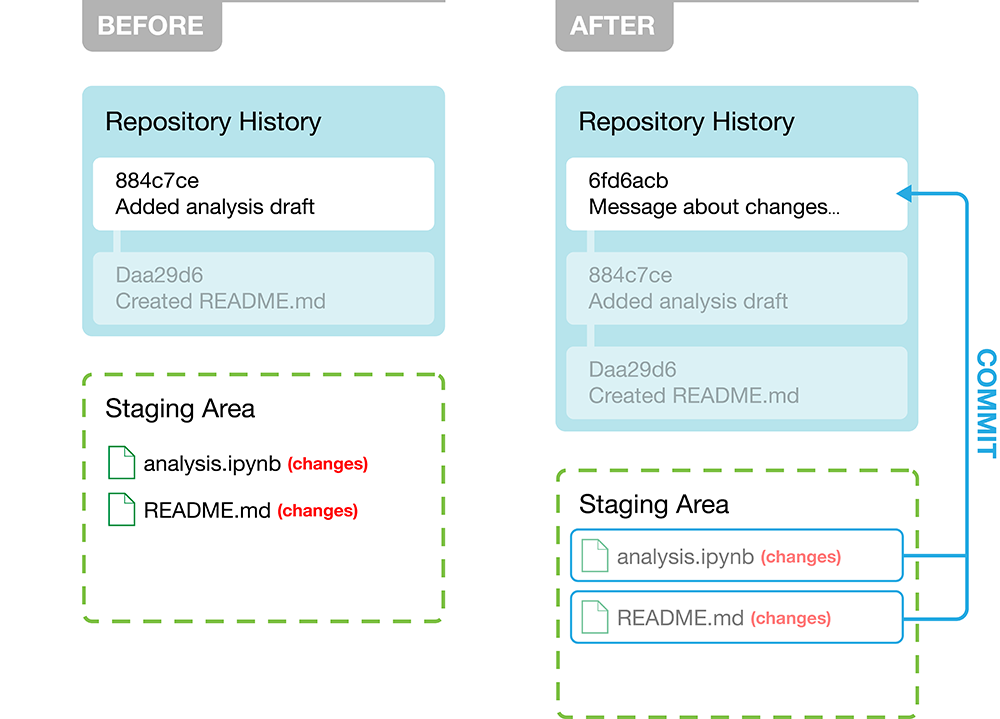 BEFORE
Repository History
884c7ce
Added analysis draft
Daa29d6
Created README.md
Staging Area
analysis.ipynb (changes)
README.md (changes)
AFTER
Repository History
6fd6acb
Message about changes...
884c7ce
Added analysis draft
Daa29d6
Created README.md
COMMIT
Staging Area
analysis.ipynb (changes)
README.md (changes)